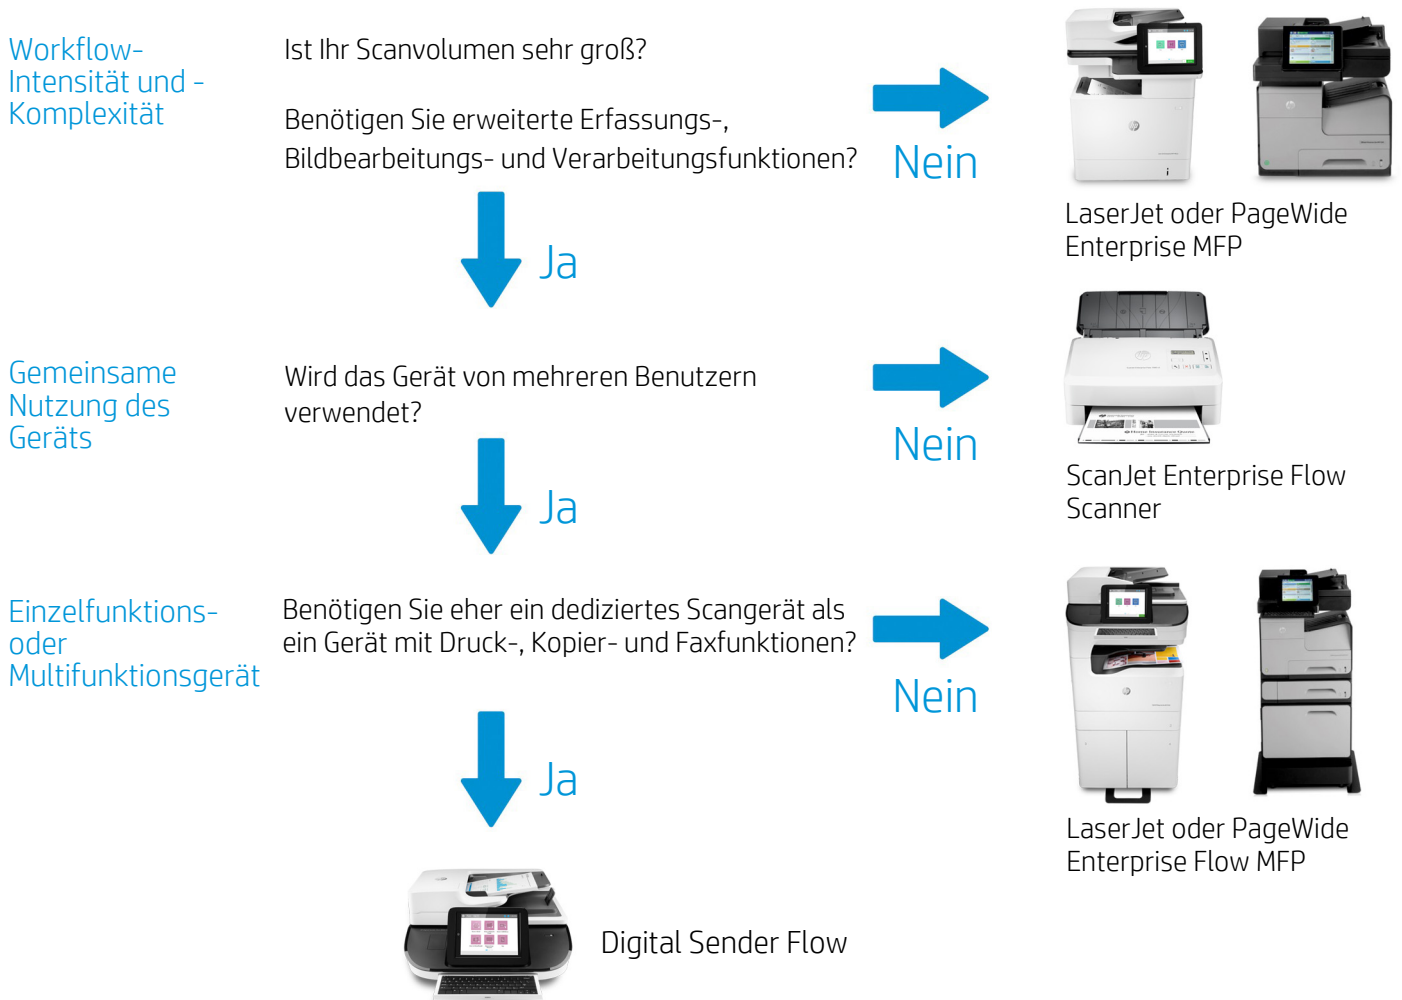 Workflow-
Intensität und -
Komplexität
Ist Ihr Scanvolumen sehr groß?
Benötigen Sie erweiterte Erfassungs-,
Bildbearbeitungs- und Verarbeitungsfunktionen?
Nein
LaserJet oder PageWide
Enterprise MFP
Ja
Gemeinsame
Nutzung des
Geräts
Wird das Gerät von mehreren Benutzern
verwendet?
Nein
ScanJet Enterprise Flow
Scanner
Ja
Einzelfunktions-
oder
Multifunktionsgerät
Benötigen Sie eher ein dediziertes Scangerät als
ein Gerät mit Druck-, Kopier- und Faxfunktionen?
Nein
LaserJet oder PageWide
Enterprise Flow MFP
Ja
Digital Sender Flow